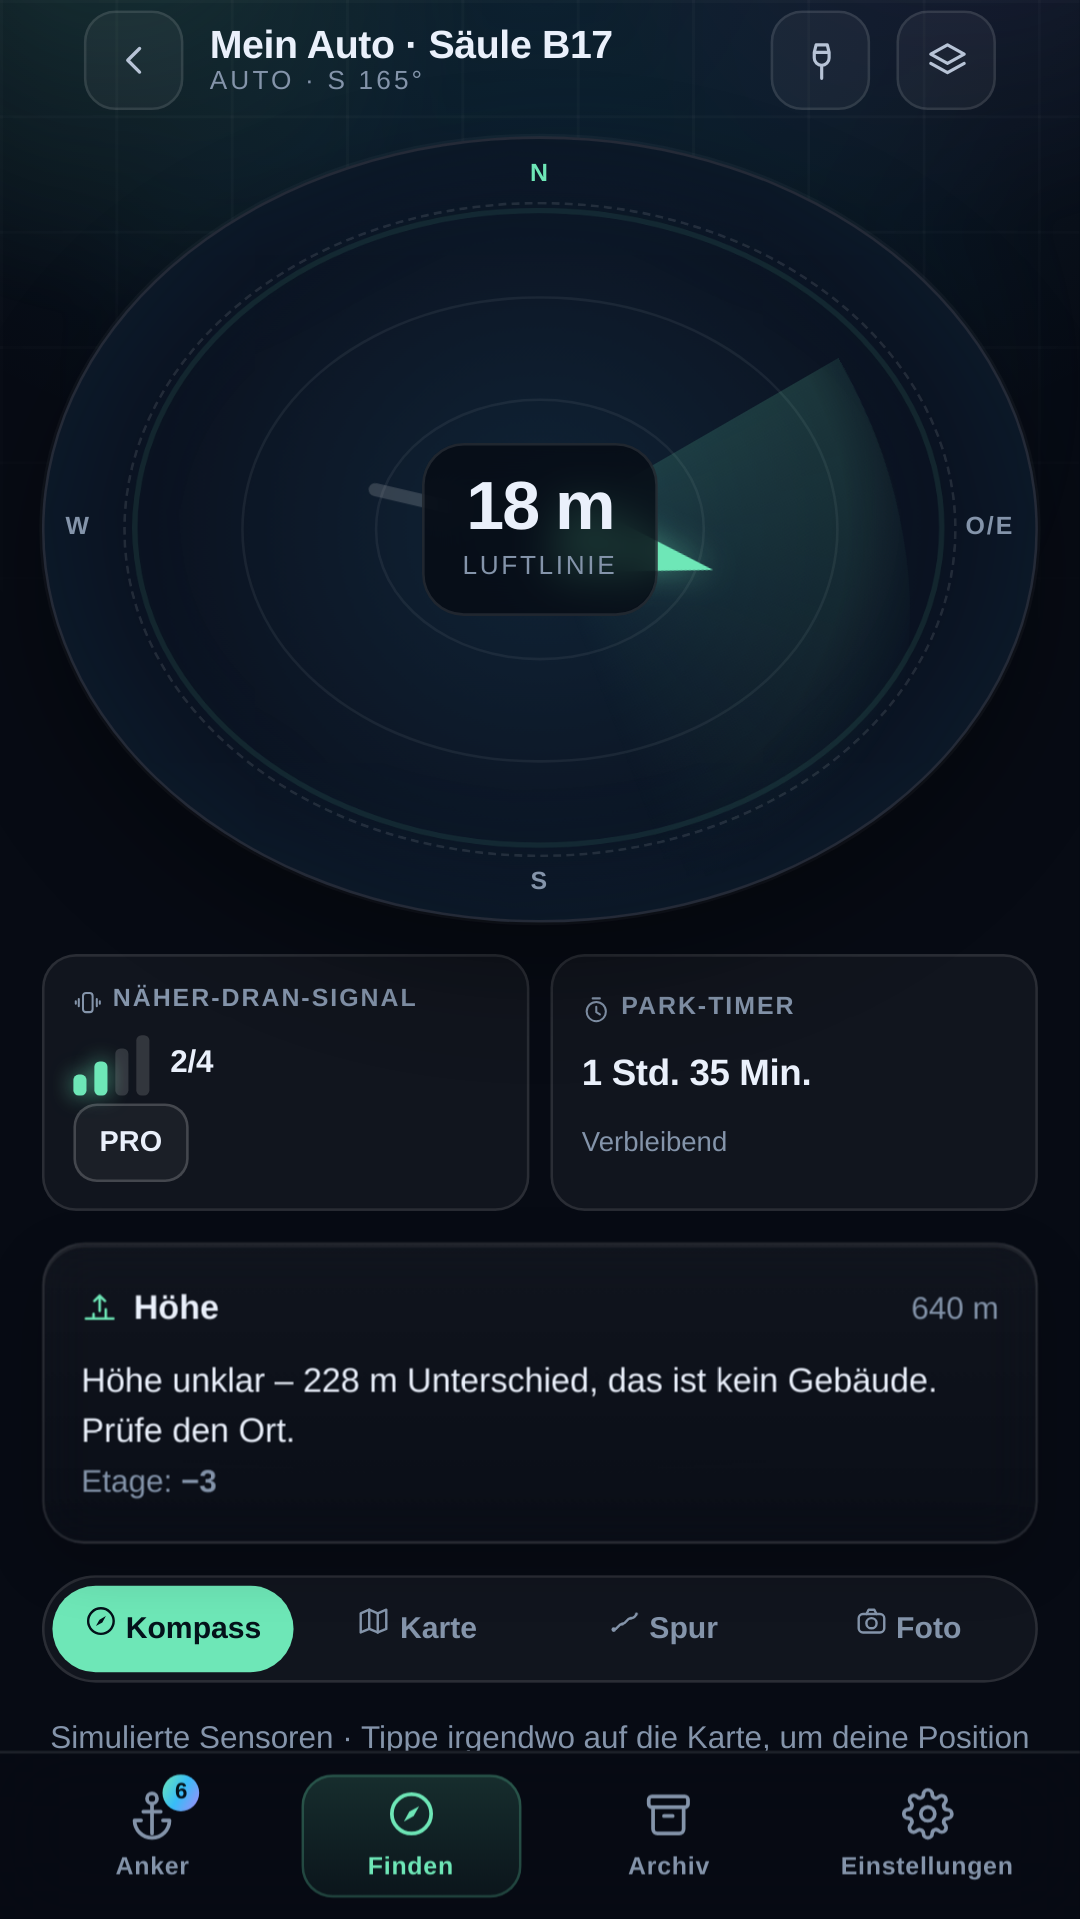 Mein Auto · Säule B17
AUTO · S 165°
N
W
18 m
LUFTLINIE
O/E
S
NÄHER-DRAN-SIGNAL
2/4
PRO
PARK-TIMER
1 Std. 35 Min.
Verbleibend
Höhe
640 m
Höhe unklar – 228 m Unterschied, das ist kein Gebäude.
Prüfe den Ort.
Etage: −3
Kompass
Karte
Spur
Foto
Simulierte Sensoren · Tippe irgendwo auf die Karte, um deine Position
6
Anker
Finden
Archiv
Einstellungen